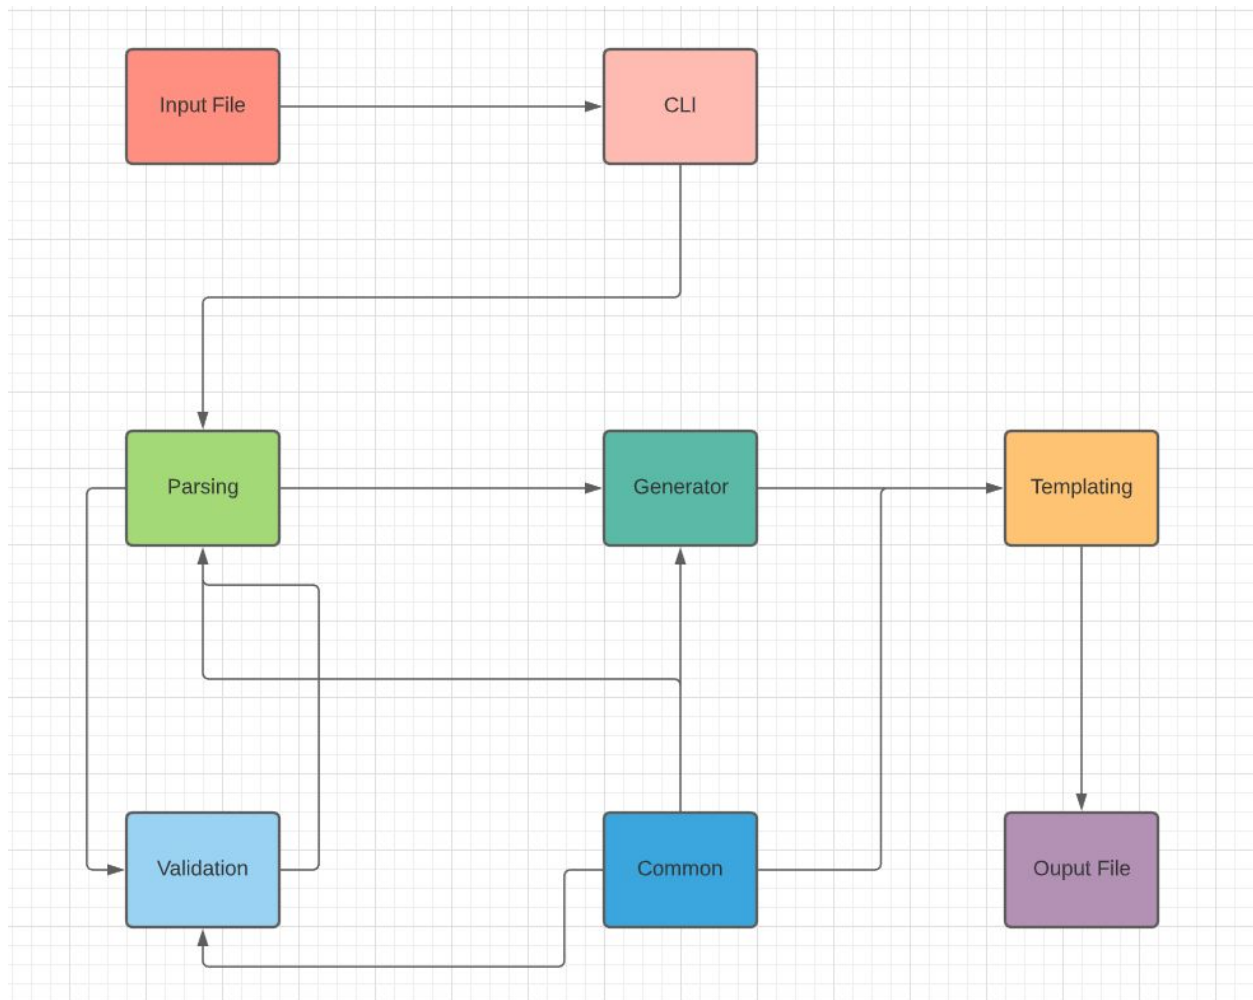 Input File
CLI
Parsing
Generator
Templating
Validation
Common
Ouput File